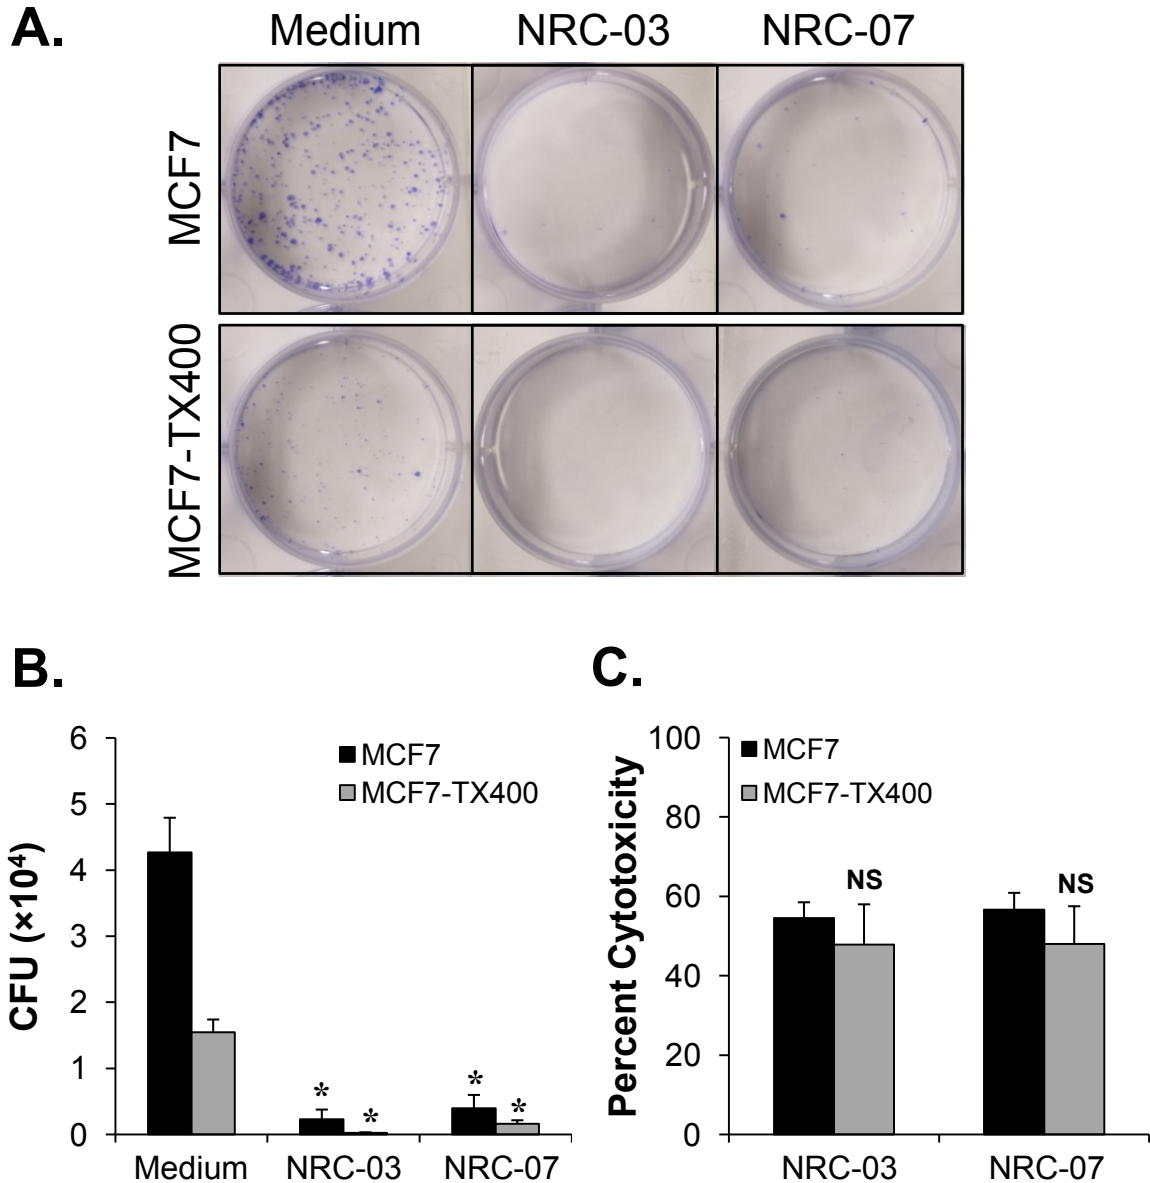 A.
Medium NRC-03 NRC-07
MCF7
MCF7-TX400
B.
CFU (×10⁴)
6
5
4
3
2
1
0
MCF7
MCF7-TX400
* * * *
Medium NRC-03 NRC-07
C.
Percent Cytotoxicity
100
80
60
40
20
0
MCF7
MCF7-TX400
NS NS
NRC-03 NRC-07